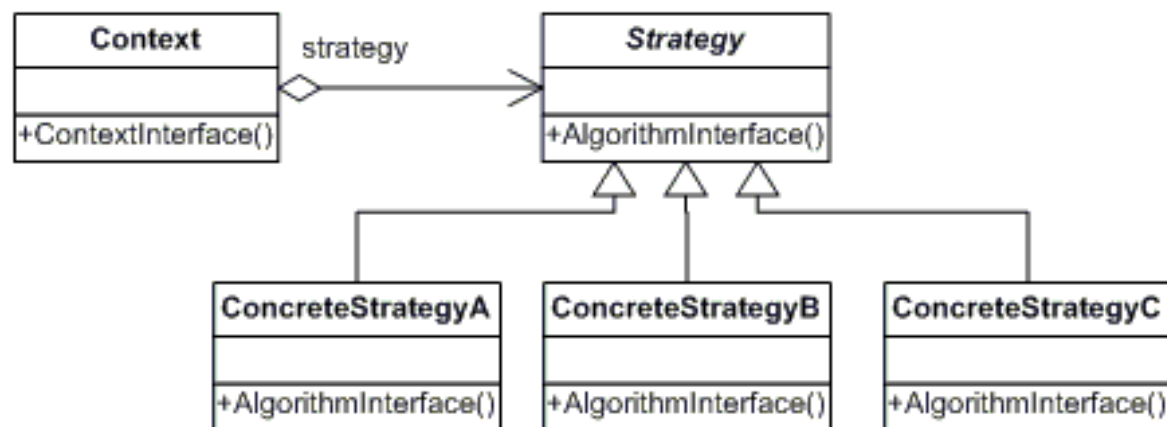 Context
strategy
Strategy
+ContextInterface()
+AlgorithmInterface()
ConcreteStrategyA
ConcreteStrategyB
ConcreteStrategyC
+AlgorithmInterface()
+AlgorithmInterface()
+AlgorithmInterface()